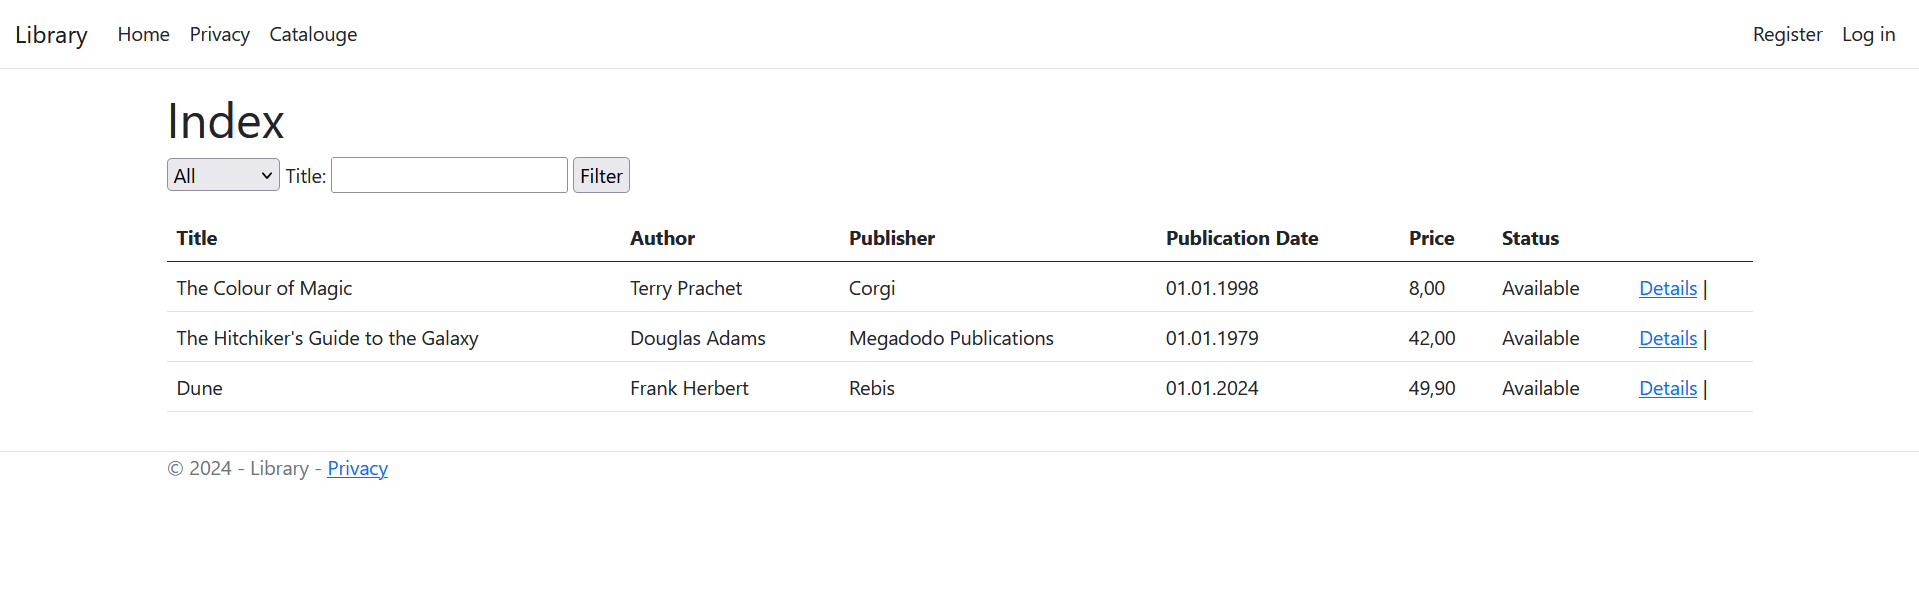 Library Home Privacy Catalouge Register Log in
Index
All Title: Filter
Title Author Publisher Publication Date Price Status
The Colour of Magic Terry Prachet Corgi 01.01.1998 8,00 Available Details |
The Hitchiker's Guide to the Galaxy Douglas Adams Megadodo Publications 01.01.1979 42,00 Available Details |
Dune Frank Herbert Rebis 01.01.2024 49,90 Available Details |
© 2024 - Library - Privacy